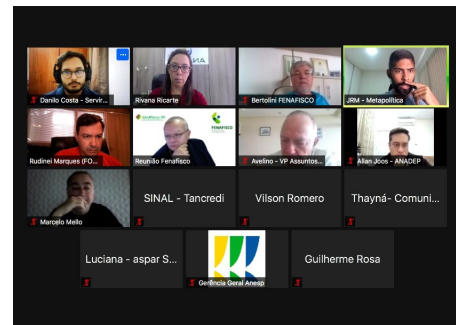 Danilo Costa - Servir...
Rivana Ricarte
Bertolini FENAFISCO
JRM - Metapolítica
Rudinei Marques (FO...
FENAFISCO
Reunião Fenafisco
Avelino - VP Assuntos...
Allan Joos - ANADEP
Marcelo Mello
SINAL - Tancredi
Vilson Romero
Thayná- Comuni...
Luciana - aspar S...
Gerência Geral Anesp
Guilherme Rosa